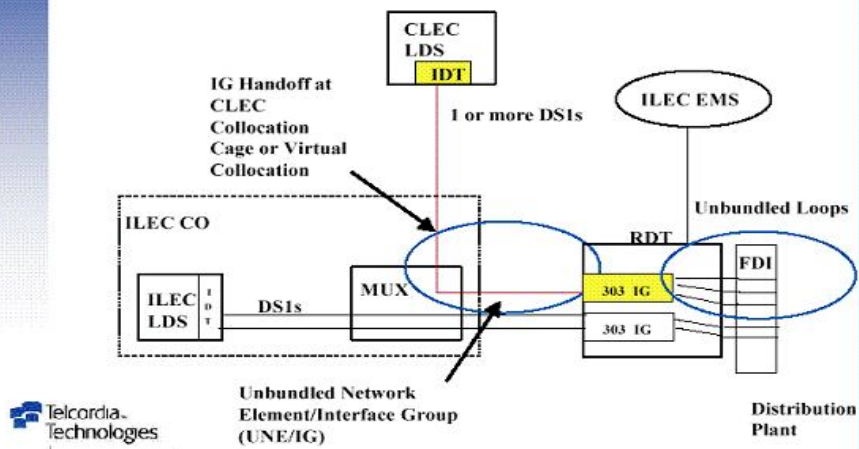 CLEC
LDS
IDT
IG Handoff at
CLEC
Collocation
Cage or Virtual
Collocation
1 or more DS1s
ILEC EMS
Unbundled Loops
ILEC CO
RDT
FDI
MUX
303 IG
ILEC
LDS
I
D
T
DS1s
303 IG
Unbundled Network
Element/Interface Group
(UNE/IG)
Distribution
Plant
Telcordia
Technologies